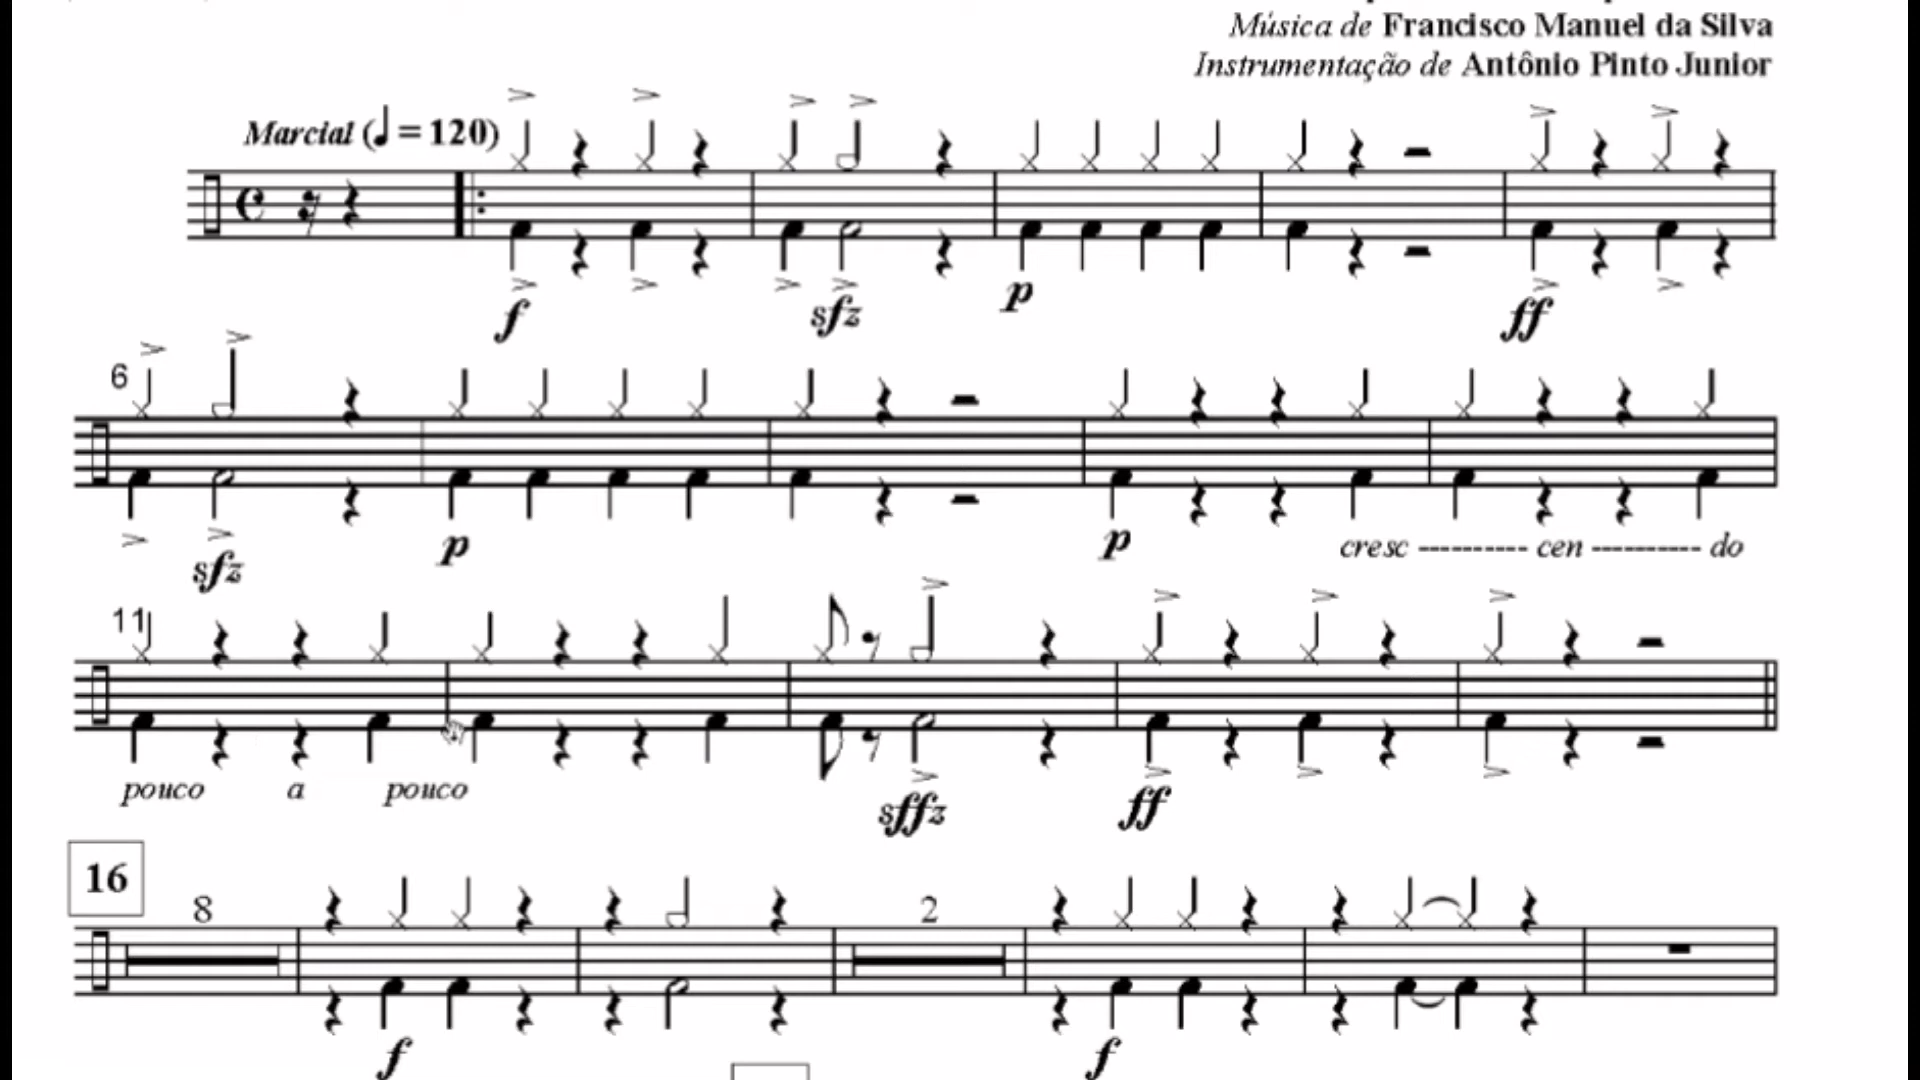 Música de Francisco Manuel da Silva
Instrumentação de Antônio Pinto Junior
Marcial (♩ = 120)
f sfz p ff
6
sfz p p cresc ---------- cen ---------- do
11
pouco a pouco sffz ff
16
8 2
f f